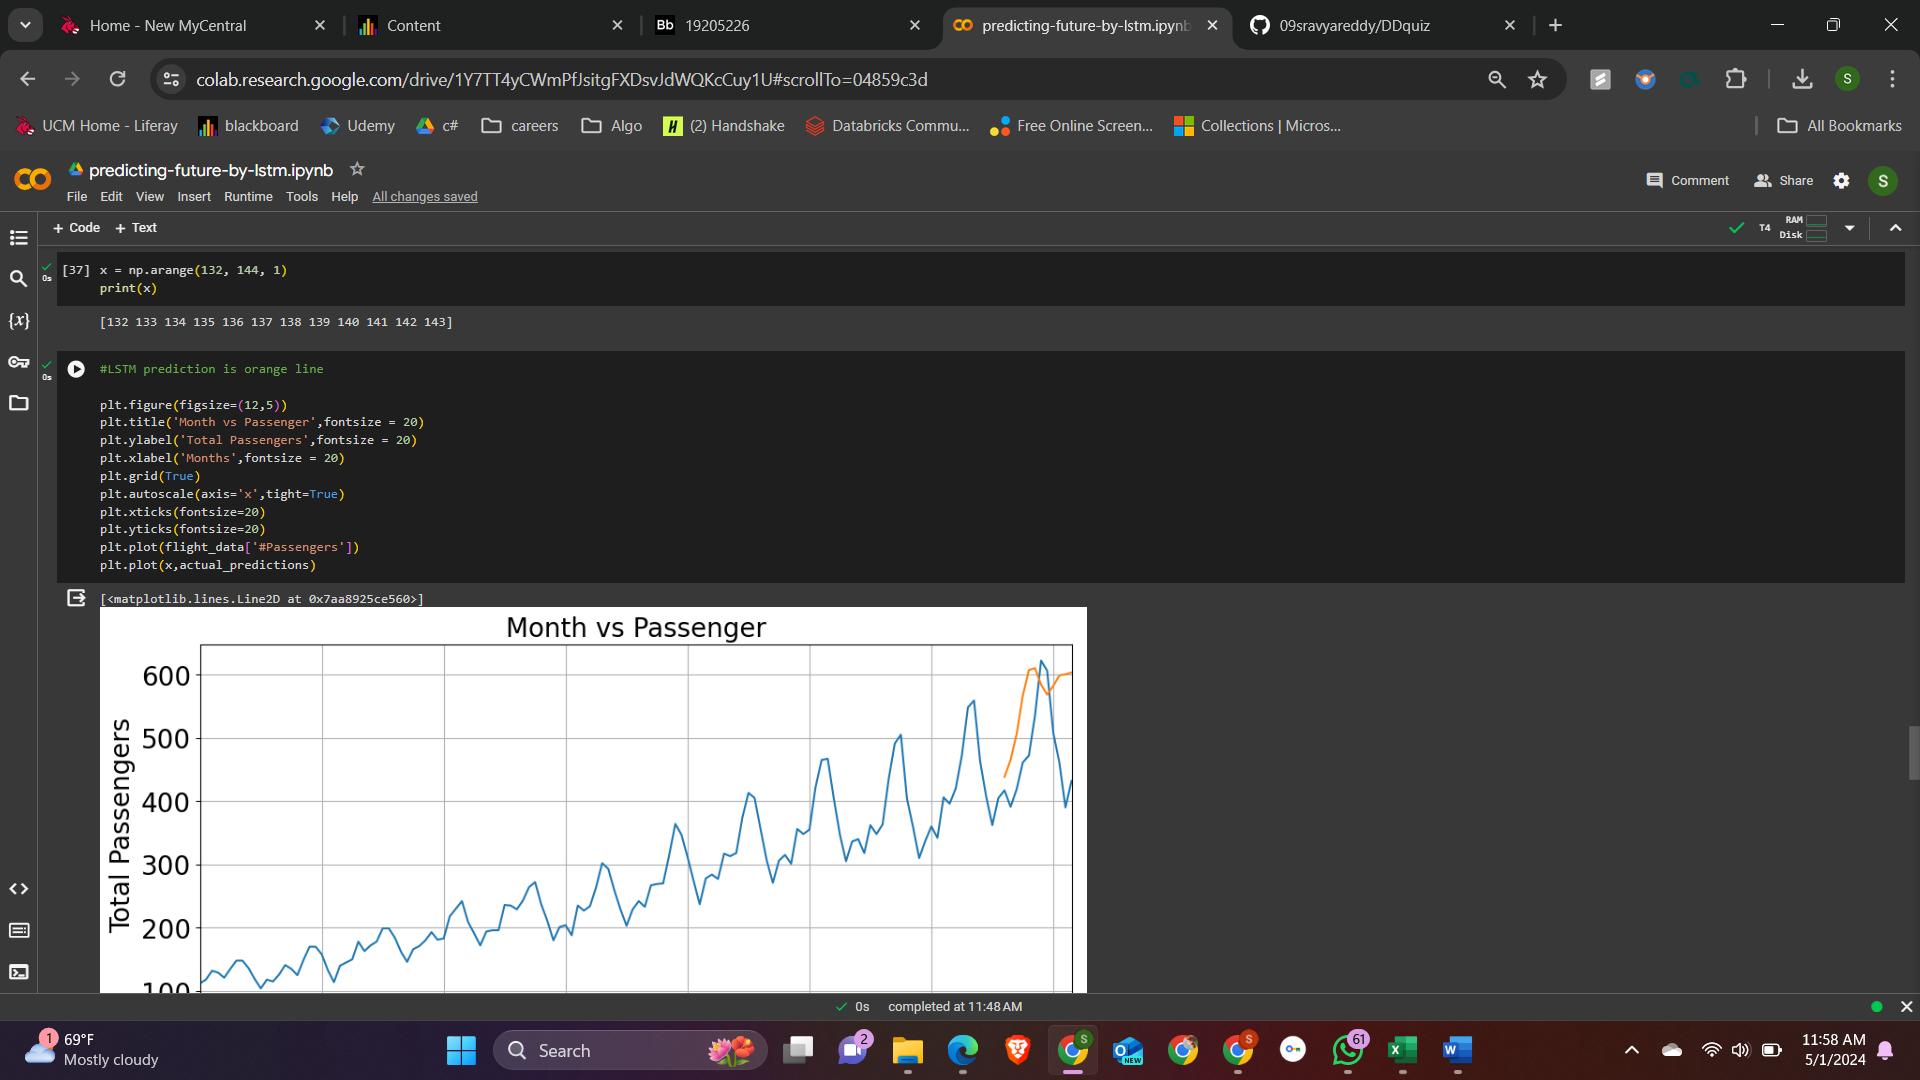 Home - New MyCentral
Content
Bb 19205226
predicting-future-by-lstm.ipynb
09sravyareddy/DDquiz
colab.research.google.com/drive/1Y7TT4yCWmPfJsitgFXDsvJdWQKcCuy1U#scrollTo=04859c3d
S
UCM Home - Liferay
blackboard
Udemy
c#
careers
Algo
(2) Handshake
Databricks Commu...
Free Online Screen...
Collections | Micros...
All Bookmarks
predicting-future-by-lstm.ipynb
File Edit View Insert Runtime Tools Help All changes saved
Comment
Share
S
+ Code + Text
T4
RAM
Disk
0s
[37] x = np.arange(132, 144, 1)
print(x)
[132 133 134 135 136 137 138 139 140 141 142 143]
0s
#LSTM prediction is orange line
plt.figure(figsize=(12,5))
plt.title('Month vs Passenger',fontsize = 20)
plt.ylabel('Total Passengers',fontsize = 20)
plt.xlabel('Months',fontsize = 20)
plt.grid(True)
plt.autoscale(axis='x',tight=True)
plt.xticks(fontsize=20)
plt.yticks(fontsize=20)
plt.plot(flight_data['#Passengers'])
plt.plot(x,actual_predictions)
[<matplotlib.lines.Line2D at 0x7aa8925ce560>]
Month vs Passenger
600
500
400
300
200
100
Total Passengers
0s completed at 11:48 AM
1
69°F
Mostly cloudy
Search
2
S
NEW
S
61
11:58 AM
5/1/2024